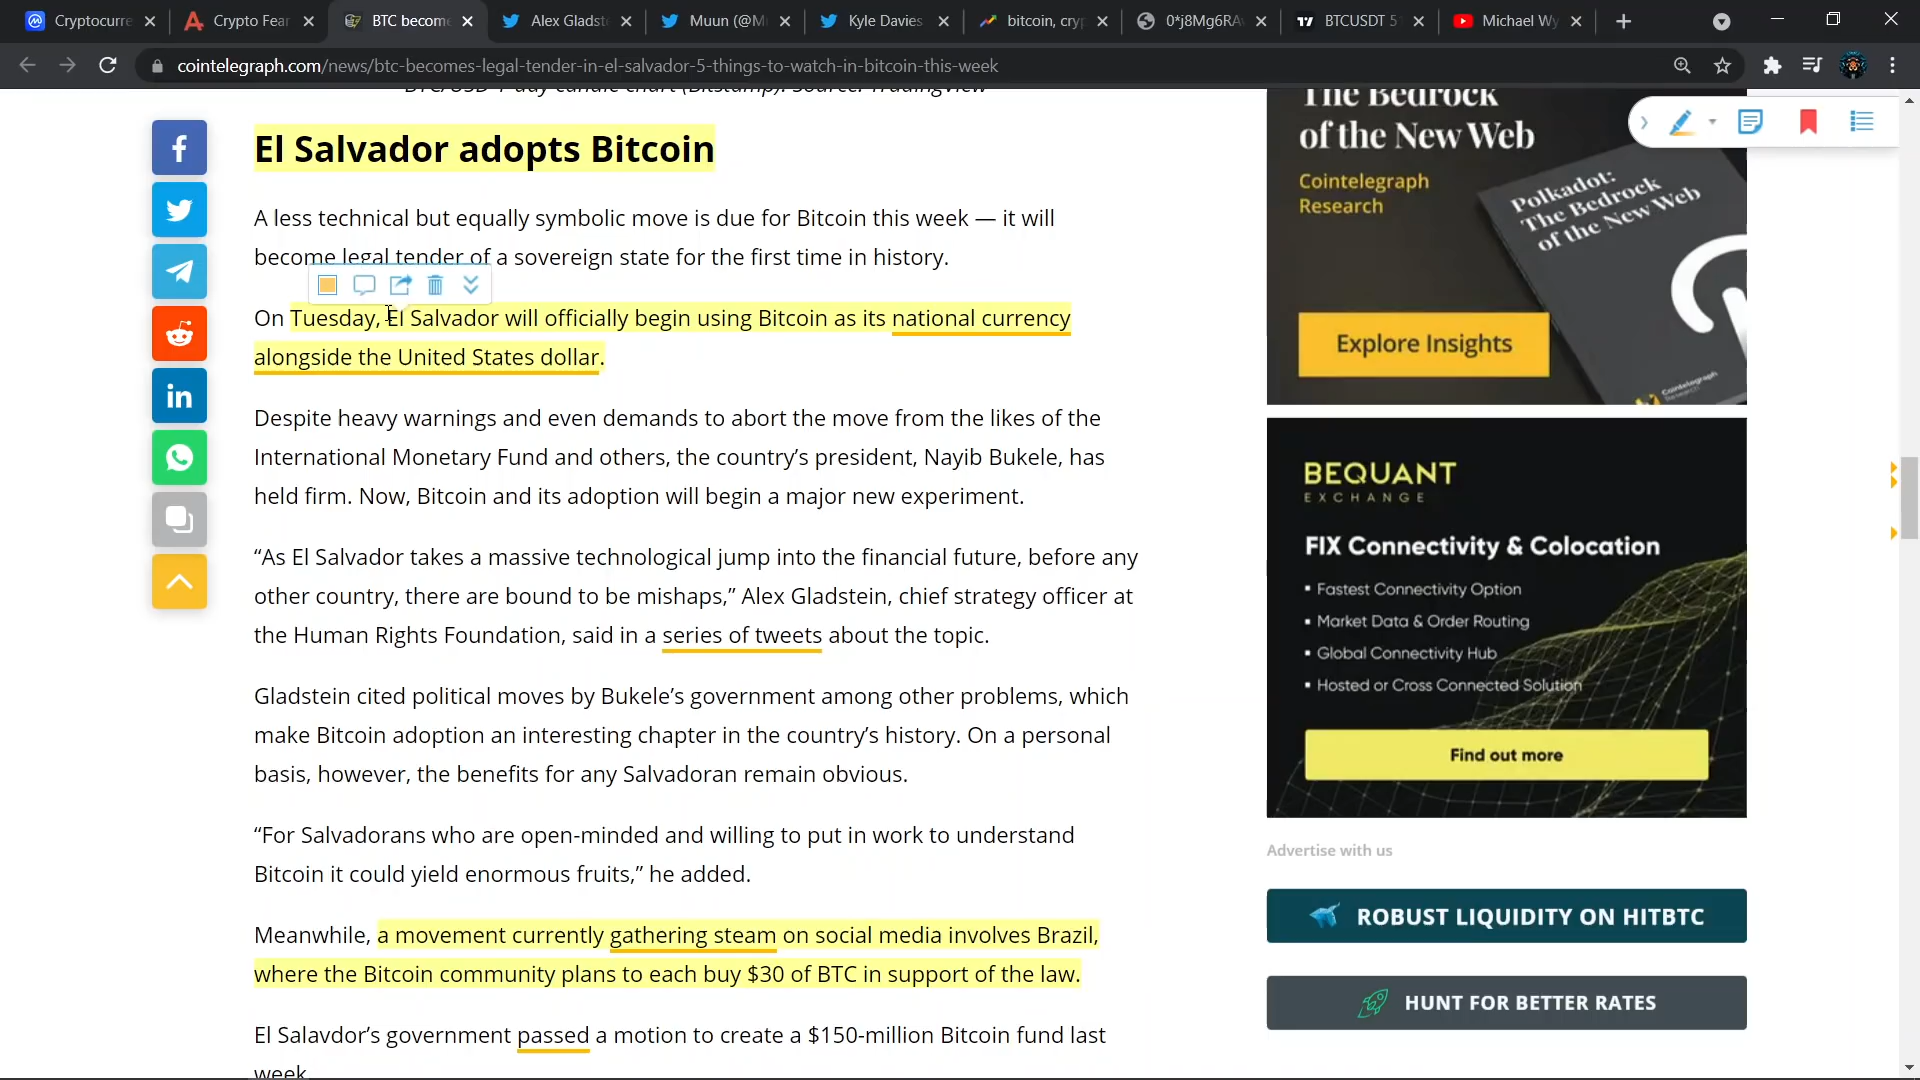 Cryptocurre
Crypto Fear
BTC becom
Alex Gladst
Muun (@M
Kyle Davies
bitcoin, cryp
0*j8Mg6RA
BTCUSDT 5
Michael Wy
cointelegraph.com/news/btc-becomes-legal-tender-in-el-salvador-5-things-to-watch-in-bitcoin-this-week
BTC/USD 1-day candle chart (Bitstamp). Source: TradingView
El Salvador adopts Bitcoin
A less technical but equally symbolic move is due for Bitcoin this week — it will
become legal tender of a sovereign state for the first time in history.
On Tuesday, El Salvador will officially begin using Bitcoin as its national currency
alongside the United States dollar.
Despite heavy warnings and even demands to abort the move from the likes of the
International Monetary Fund and others, the country’s president, Nayib Bukele, has
held firm. Now, Bitcoin and its adoption will begin a major new experiment.
“As El Salvador takes a massive technological jump into the financial future, before any
other country, there are bound to be mishaps,” Alex Gladstein, chief strategy officer at
the Human Rights Foundation, said in a series of tweets about the topic.
Gladstein cited political moves by Bukele’s government among other problems, which
make Bitcoin adoption an interesting chapter in the country’s history. On a personal
basis, however, the benefits for any Salvadoran remain obvious.
“For Salvadorans who are open-minded and willing to put in work to understand
Bitcoin it could yield enormous fruits,” he added.
Meanwhile, a movement currently gathering steam on social media involves Brazil,
where the Bitcoin community plans to each buy $30 of BTC in support of the law.
El Salavdor’s government passed a motion to create a $150-million Bitcoin fund last
week.
The Bedrock
of the New Web
Cointelegraph
Research
Polkadot:
The Bedrock
of the New Web
Explore Insights
BEQUANT
EXCHANGE
FIX Connectivity & Colocation
▪ Fastest Connectivity Option
▪ Market Data & Order Routing
▪ Global Connectivity Hub
▪ Hosted or Cross Connected Solution
Find out more
Advertise with us
ROBUST LIQUIDITY ON HITBTC
HUNT FOR BETTER RATES